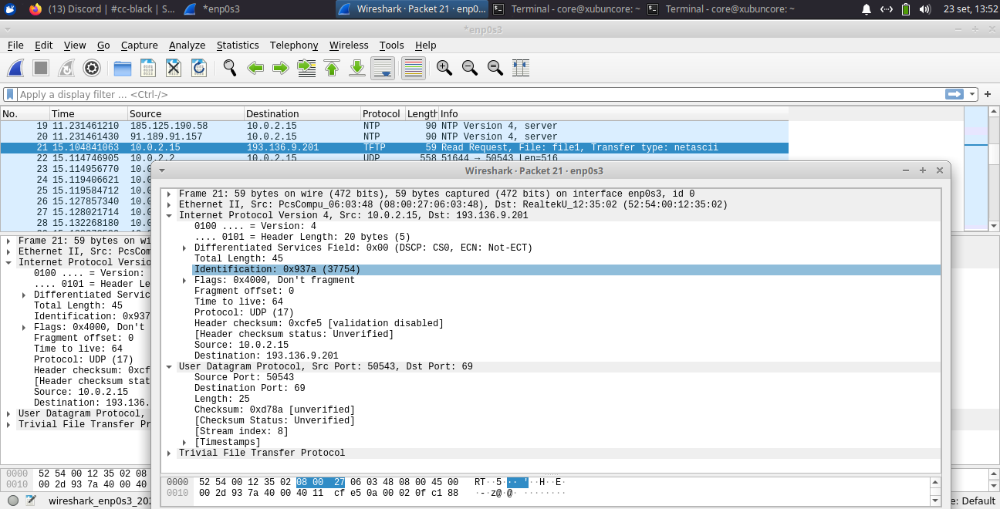 (13) Discord | #cc-black | S... *enp0s3 Wireshark · Packet 21 · enp0... Terminal - core@xubuncore: ~ Terminal - core@xubuncore: ~ 23 set, 13:52
*enp0s3
File Edit View Go Capture Analyze Statistics Telephony Wireless Tools Help
Apply a display filter ... <Ctrl-/>
No. Time Source Destination Protocol Length Info
19 11.231461210 185.125.190.58 10.0.2.15 NTP 90 NTP Version 4, server
20 11.231461430 91.189.91.157 10.0.2.15 NTP 90 NTP Version 4, server
21 15.104841063 10.0.2.15 193.136.9.201 TFTP 59 Read Request, File: file1, Transfer type: netascii
22 15.114746905 10.0.2.2 10.0.2.15 UDP 558 51644 → 50543 Len=516
23 15.114956770 10.0
24 15.119406621 10.0
25 15.119584712 10.0
26 15.127857340 10.0
27 15.128021714 10.0
28 15.132268180 10.0
Frame 21: 59 bytes on wi
Ethernet II, Src: PcsCom
Internet Protocol Versio
0100 .... = Version:
.... 0101 = Header Le
Differentiated Servic
Total Length: 45
Identification: 0x937
Flags: 0x4000, Don't
Fragment offset: 0
Time to live: 64
Protocol: UDP (17)
Header checksum: 0xcf
[Header checksum stat
Source: 10.0.2.15
Destination: 193.136.
User Datagram Protocol,
Trivial File Transfer Pr
0000 52 54 00 12 35 02 08
0010 00 2d 93 7a 40 00 40
wireshark_enp0s3_202
e: Default
Wireshark · Packet 21 · enp0s3
Frame 21: 59 bytes on wire (472 bits), 59 bytes captured (472 bits) on interface enp0s3, id 0
Ethernet II, Src: PcsCompu_06:03:48 (08:00:27:06:03:48), Dst: RealtekU_12:35:02 (52:54:00:12:35:02)
Internet Protocol Version 4, Src: 10.0.2.15, Dst: 193.136.9.201
0100 .... = Version: 4
.... 0101 = Header Length: 20 bytes (5)
Differentiated Services Field: 0x00 (DSCP: CS0, ECN: Not-ECT)
Total Length: 45
Identification: 0x937a (37754)
Flags: 0x4000, Don't fragment
Fragment offset: 0
Time to live: 64
Protocol: UDP (17)
Header checksum: 0xcfe5 [validation disabled]
[Header checksum status: Unverified]
Source: 10.0.2.15
Destination: 193.136.9.201
User Datagram Protocol, Src Port: 50543, Dst Port: 69
Source Port: 50543
Destination Port: 69
Length: 25
Checksum: 0xd78a [unverified]
[Checksum Status: Unverified]
[Stream index: 8]
[Timestamps]
Trivial File Transfer Protocol
0000 52 54 00 12 35 02 08 00 27 06 03 48 08 00 45 00 RT··5··· '··H··E·
0010 00 2d 93 7a 40 00 40 11 cf e5 0a 00 02 0f c1 88 ·-·z@·@· ········